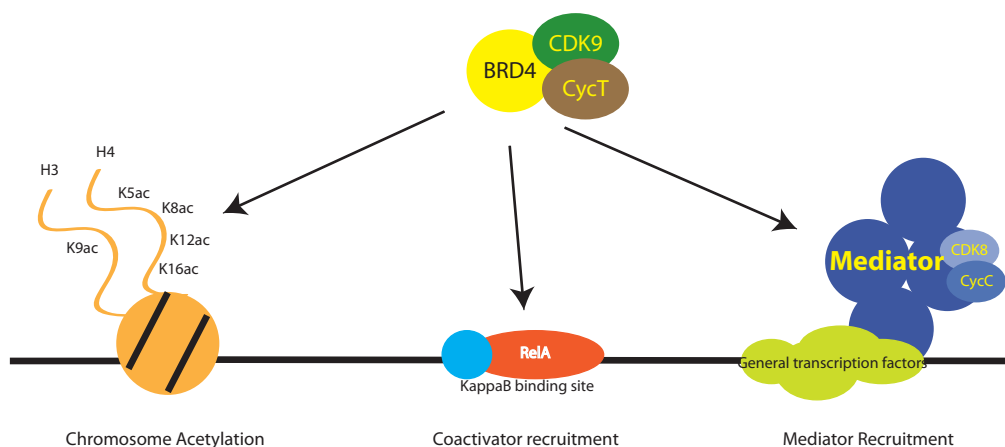 CDK9
BRD4
CycT
H4
H3
K5ac
K8ac
K12ac
K9ac
K16ac
Mediator
CDK8
CycC
RelA
General transcription factors
KappaB binding site
Chromosome Acetylation
Coactivator recruitment
Mediator Recruitment